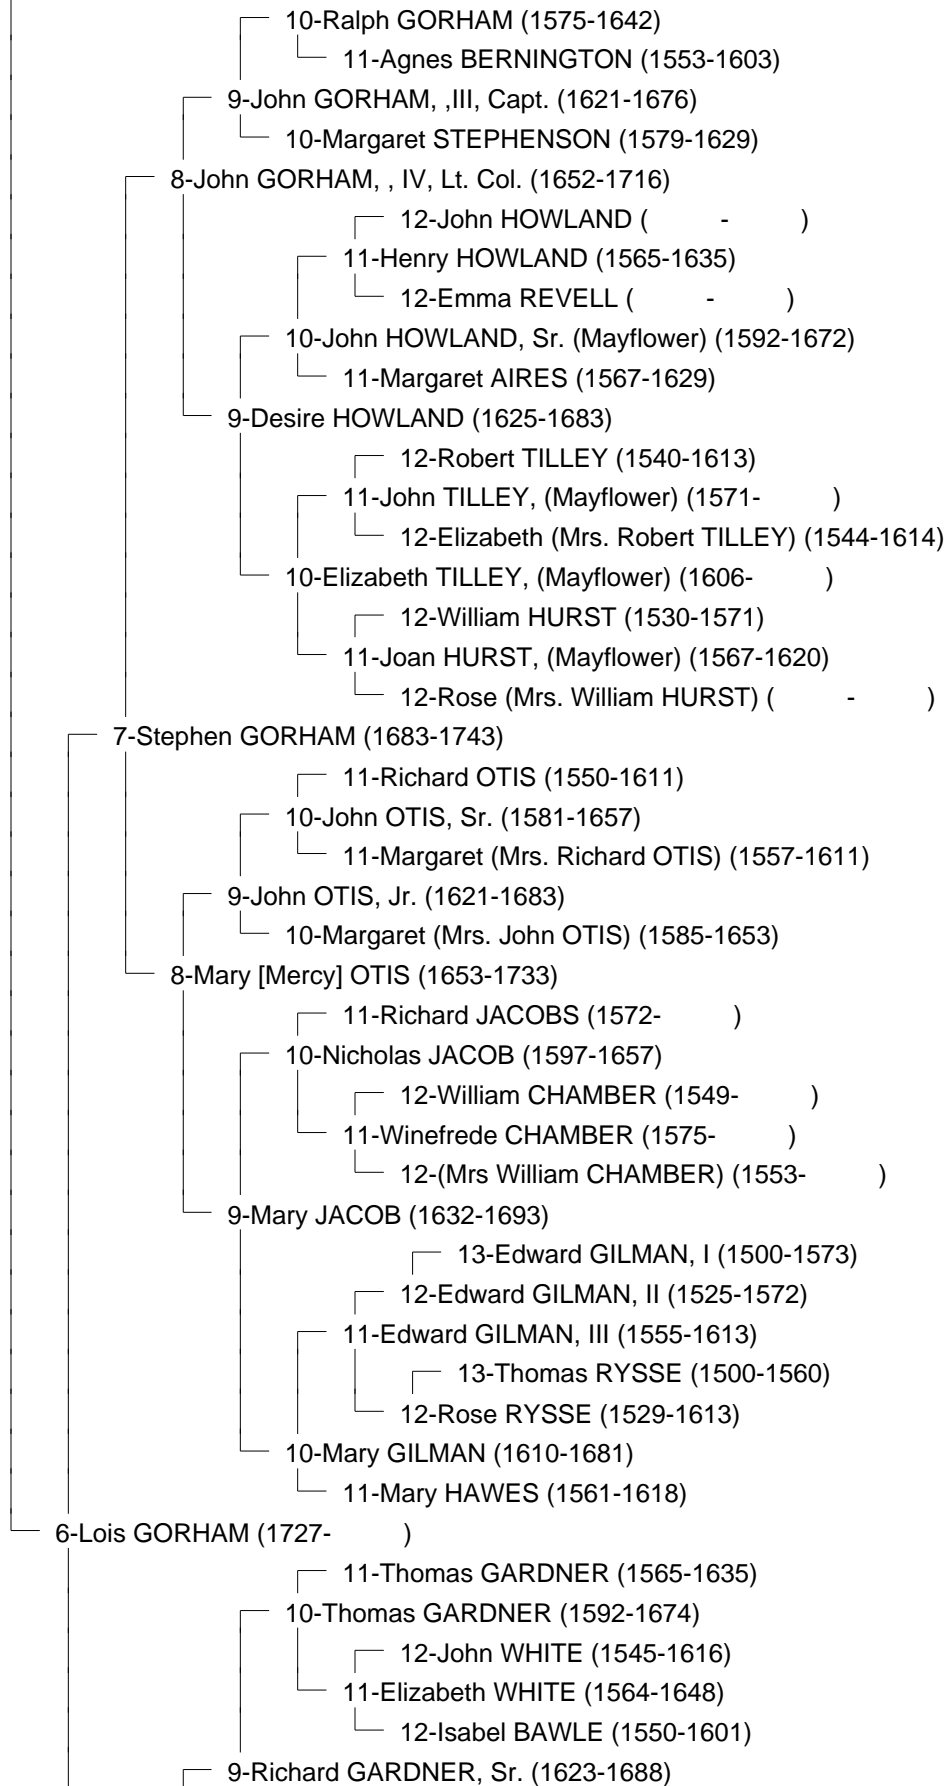 10-Ralph GORHAM (1575-1642)
11-Agnes BERNINGTON (1553-1603)
9-John GORHAM, ,III, Capt. (1621-1676)
10-Margaret STEPHENSON (1579-1629)
8-John GORHAM, , IV, Lt. Col. (1652-1716)
12-John HOWLAND ( - )
11-Henry HOWLAND (1565-1635)
12-Emma REVELL ( - )
10-John HOWLAND, Sr. (Mayflower) (1592-1672)
11-Margaret AIRES (1567-1629)
9-Desire HOWLAND (1625-1683)
12-Robert TILLEY (1540-1613)
11-John TILLEY, (Mayflower) (1571- )
12-Elizabeth (Mrs. Robert TILLEY) (1544-1614)
10-Elizabeth TILLEY, (Mayflower) (1606- )
12-William HURST (1530-1571)
11-Joan HURST, (Mayflower) (1567-1620)
12-Rose (Mrs. William HURST) ( - )
7-Stephen GORHAM (1683-1743)
11-Richard OTIS (1550-1611)
10-John OTIS, Sr. (1581-1657)
11-Margaret (Mrs. Richard OTIS) (1557-1611)
9-John OTIS, Jr. (1621-1683)
10-Margaret (Mrs. John OTIS) (1585-1653)
8-Mary [Mercy] OTIS (1653-1733)
11-Richard JACOBS (1572- )
10-Nicholas JACOB (1597-1657)
12-William CHAMBER (1549- )
11-Winefrede CHAMBER (1575- )
12-(Mrs William CHAMBER) (1553- )
9-Mary JACOB (1632-1693)
13-Edward GILMAN, I (1500-1573)
12-Edward GILMAN, II (1525-1572)
11-Edward GILMAN, III (1555-1613)
13-Thomas RYSSE (1500-1560)
12-Rose RYSSE (1529-1613)
10-Mary GILMAN (1610-1681)
11-Mary HAWES (1561-1618)
6-Lois GORHAM (1727- )
11-Thomas GARDNER (1565-1635)
10-Thomas GARDNER (1592-1674)
12-John WHITE (1545-1616)
11-Elizabeth WHITE (1564-1648)
12-Isabel BAWLE (1550-1601)
9-Richard GARDNER, Sr. (1623-1688)